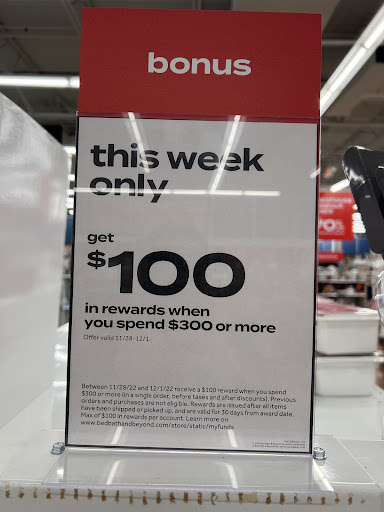 bonus
this week
only
get
$100
in rewards when
you spend $300 or more
Offer valid 11/28-12/1.
Between 11/28/22 and 12/1/22 receive a $100 reward when you spend
$300 or more (in a single order, before taxes and after discounts). Previous
orders and purchases are not eligible. Rewards are issued after all items
have been shipped or picked up, and are valid for 30 days from award date.
Max of $100 in rewards per account. Learn more on
www.bedbathandbeyond.com/store/static/myfunds